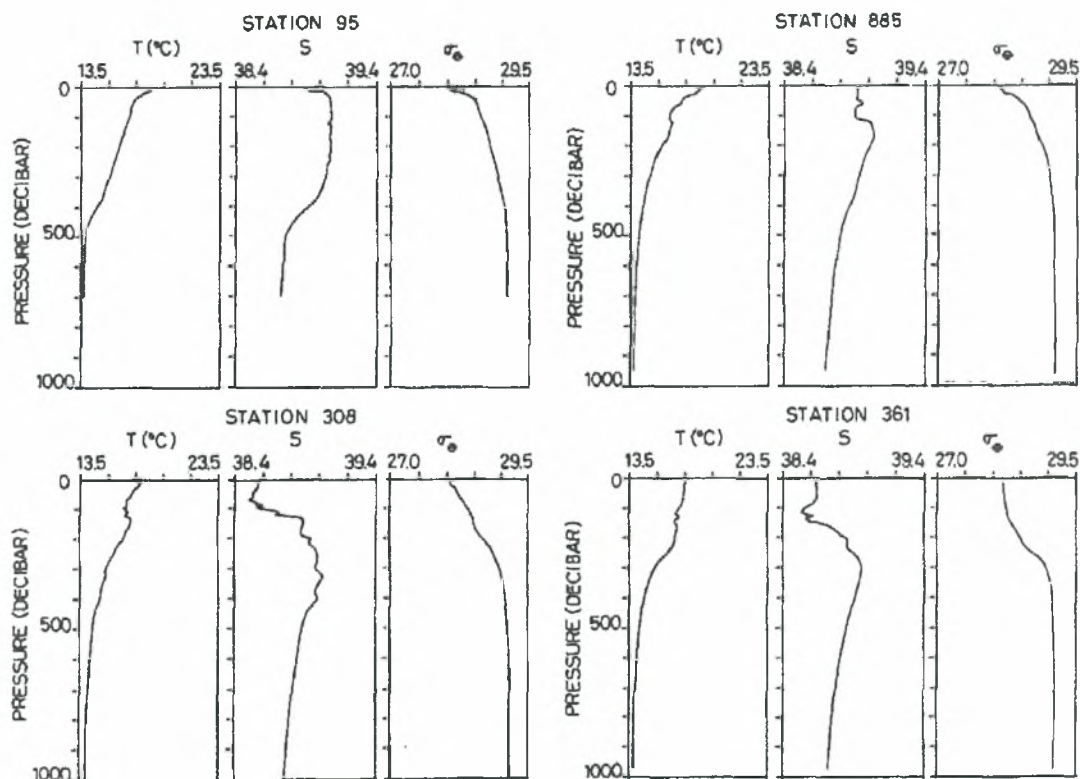 STATION 95
T (°C) S σθ
13.5 23.5 38.4 39.4 27.0 29.5
0
500
1000
PRESSURE (DECIBAR)
STATION 885
T (°C) S σθ
13.5 23.5 38.4 39.4 27.0 29.5
0
500
1000
PRESSURE (DECIBAR)
STATION 308
T (°C) S σθ
13.5 23.5 38.4 39.4 27.0 29.5
0
500
1000
PRESSURE (DECIBAR)
STATION 361
T (°C) S σθ
13.5 23.5 38.4 39.4 27.0 29.5
0
500
1000
PRESSURE (DECIBAR)